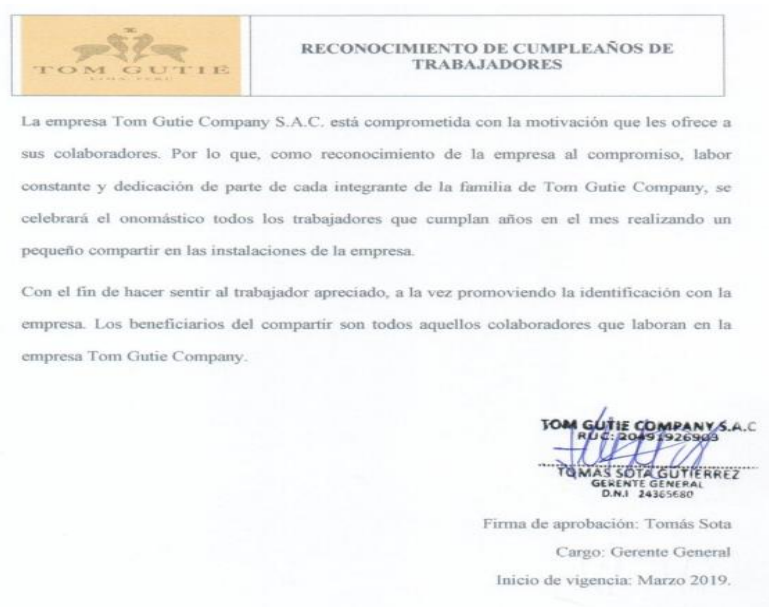 TOM GUTIÉ
LIMA, PERÚ
RECONOCIMIENTO DE CUMPLEAÑOS DE
TRABAJADORES
La empresa Tom Gutie Company S.A.C. está comprometida con la motivación que les ofrece a
sus colaboradores. Por lo que, como reconocimiento de la empresa al compromiso, labor
constante y dedicación de parte de cada integrante de la familia de Tom Gutie Company, se
celebrará el onomástico todos los trabajadores que cumplan años en el mes realizando un
pequeño compartir en las instalaciones de la empresa.
Con el fin de hacer sentir al trabajador apreciado, a la vez promoviendo la identificación con la
empresa. Los beneficiarios del compartir son todos aquellos colaboradores que laboran en la
empresa Tom Gutie Company.
TOM GUTIE COMPANY S.A.C
RUC: 20491926903
TOMAS SOTA GUTIERREZ
GERENTE GENERAL
D.N.I 24365680
Firma de aprobación: Tomás Sota
Cargo: Gerente General
Inicio de vigencia: Marzo 2019.